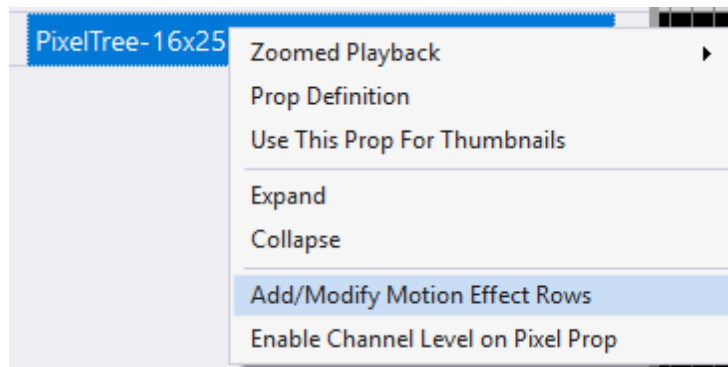 PixelTree-16x25
Zoomed Playback
Prop Definition
Use This Prop For Thumbnails
Expand
Collapse
Add/Modify Motion Effect Rows
Enable Channel Level on Pixel Prop